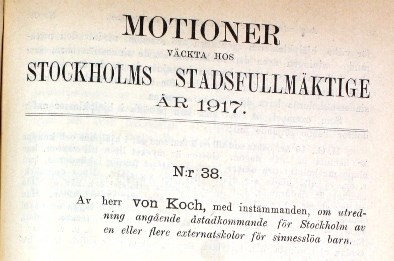 MOTIONER
VÄCKTA HOS
STOCKHOLMS STADSFULLMÄKTIGE
ÅR 1917.
N:r 38.
Av herr von Koch, med instämmanden, om utred-
ning angående åstadkommande för Stockholm av
en eller flere externatskolor för sinnesslöa barn.